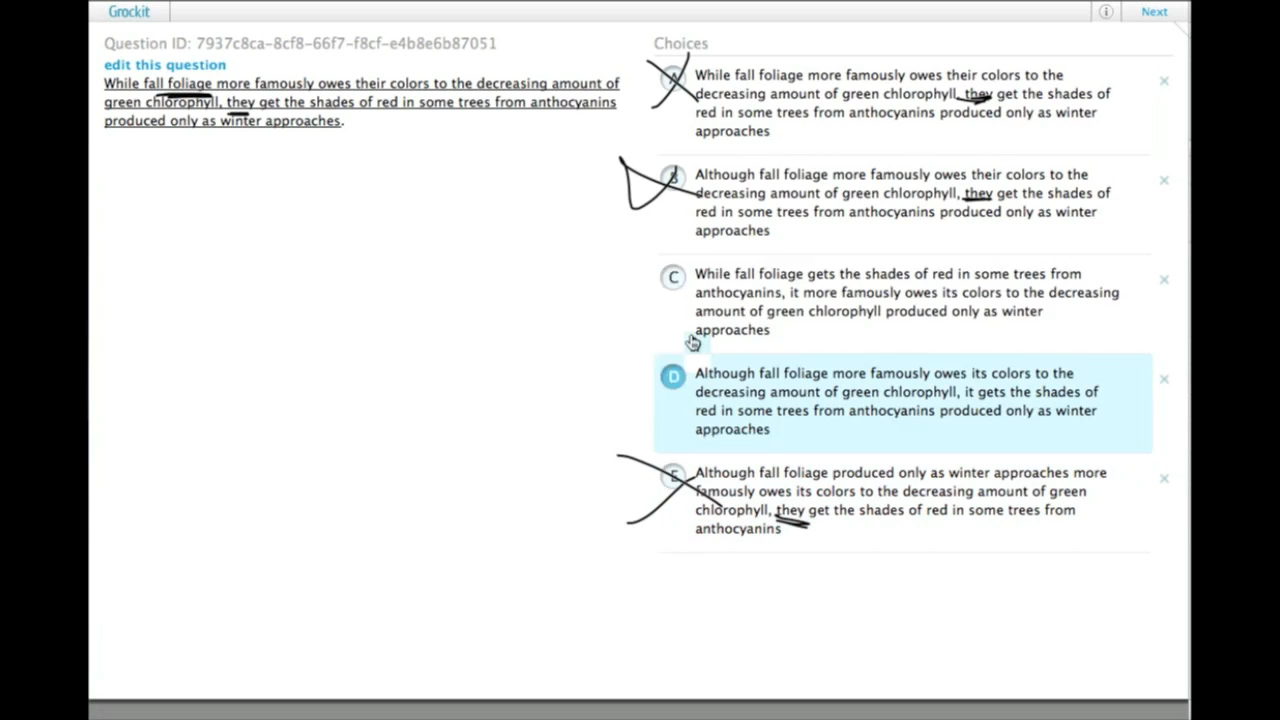 Grockit
Next
Question ID: 7937c8ca-8cf8-66f7-f8cf-e4b8e6b87051
edit this question
While fall foliage more famously owes their colors to the decreasing amount of
green chlorophyll, they get the shades of red in some trees from anthocyanins
produced only as winter approaches.
Choices
A
While fall foliage more famously owes their colors to the
decreasing amount of green chlorophyll, they get the shades of
red in some trees from anthocyanins produced only as winter
approaches
B
Although fall foliage more famously owes their colors to the
decreasing amount of green chlorophyll, they get the shades of
red in some trees from anthocyanins produced only as winter
approaches
C
While fall foliage gets the shades of red in some trees from
anthocyanins, it more famously owes its colors to the decreasing
amount of green chlorophyll produced only as winter
approaches
D
Although fall foliage more famously owes its colors to the
decreasing amount of green chlorophyll, it gets the shades of
red in some trees from anthocyanins produced only as winter
approaches
E
Although fall foliage produced only as winter approaches more
famously owes its colors to the decreasing amount of green
chlorophyll, they get the shades of red in some trees from
anthocyanins